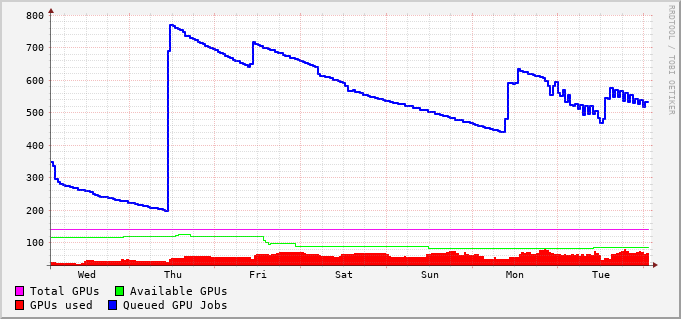 800
700
600
500
400
300
200
100
Wed Thu Fri Sat Sun Mon Tue
Total GPUs Available GPUs
GPUs used Queued GPU Jobs
RRDTOOL / TOBI OETIKER